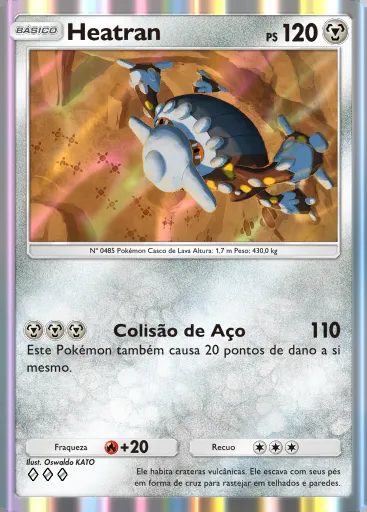 BÁSICO Heatran PS 120
Nº 0485 Pokémon Casco de Lava Altura: 1,7 m Peso: 430,0 kg
Colisão de Aço 110
Este Pokémon também causa 20 pontos de dano a si
mesmo.
Fraqueza +20 Recuo
Ilust. Oswaldo KATO
Ele habita crateras vulcânicas. Ele escava com seus pés
em forma de cruz para rastejar em telhados e paredes.